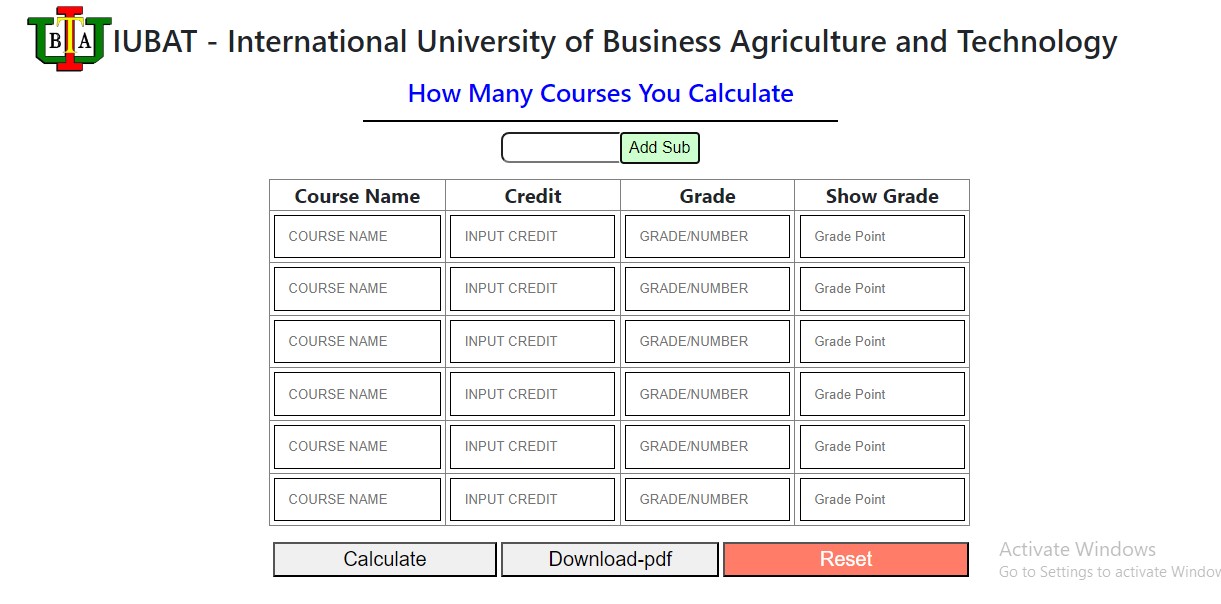 BTA IUBAT - International University of Business Agriculture and Technology
How Many Courses You Calculate
Add Sub
Course Name Credit Grade Show Grade
COURSE NAME INPUT CREDIT GRADE/NUMBER Grade Point
COURSE NAME INPUT CREDIT GRADE/NUMBER Grade Point
COURSE NAME INPUT CREDIT GRADE/NUMBER Grade Point
COURSE NAME INPUT CREDIT GRADE/NUMBER Grade Point
COURSE NAME INPUT CREDIT GRADE/NUMBER Grade Point
COURSE NAME INPUT CREDIT GRADE/NUMBER Grade Point
Calculate Download-pdf Reset
Activate Windows
Go to Settings to activate Window